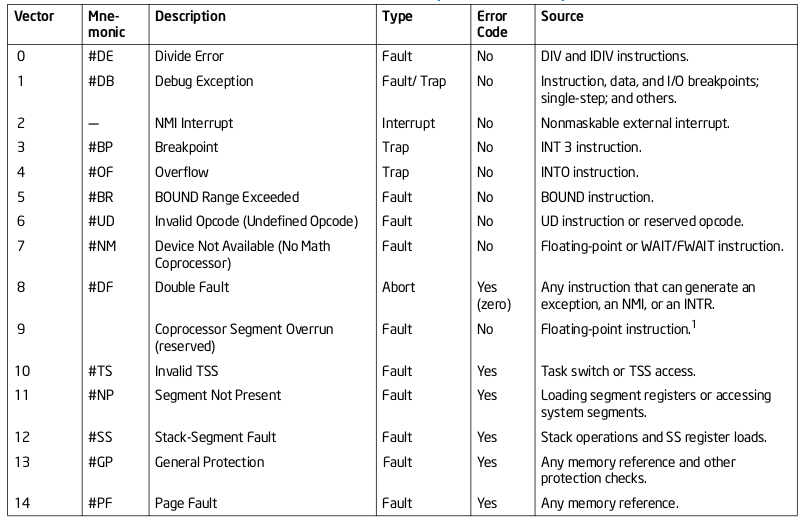 Vector Mne- Description Type Error Source
monic Code
0 #DE Divide Error Fault No DIV and IDIV instructions.
1 #DB Debug Exception Fault/ Trap No Instruction, data, and I/O breakpoints;
single-step; and others.
2 — NMI Interrupt Interrupt No Nonmaskable external interrupt.
3 #BP Breakpoint Trap No INT 3 instruction.
4 #OF Overflow Trap No INTO instruction.
5 #BR BOUND Range Exceeded Fault No BOUND instruction.
6 #UD Invalid Opcode (Undefined Opcode) Fault No UD instruction or reserved opcode.
7 #NM Device Not Available (No Math Fault No Floating-point or WAIT/FWAIT instruction.
Coprocessor)
8 #DF Double Fault Abort Yes Any instruction that can generate an
(zero) exception, an NMI, or an INTR.
9 Coprocessor Segment Overrun Fault No Floating-point instruction.1
(reserved)
10 #TS Invalid TSS Fault Yes Task switch or TSS access.
11 #NP Segment Not Present Fault Yes Loading segment registers or accessing
system segments.
12 #SS Stack-Segment Fault Fault Yes Stack operations and SS register loads.
13 #GP General Protection Fault Yes Any memory reference and other
protection checks.
14 #PF Page Fault Fault Yes Any memory reference.